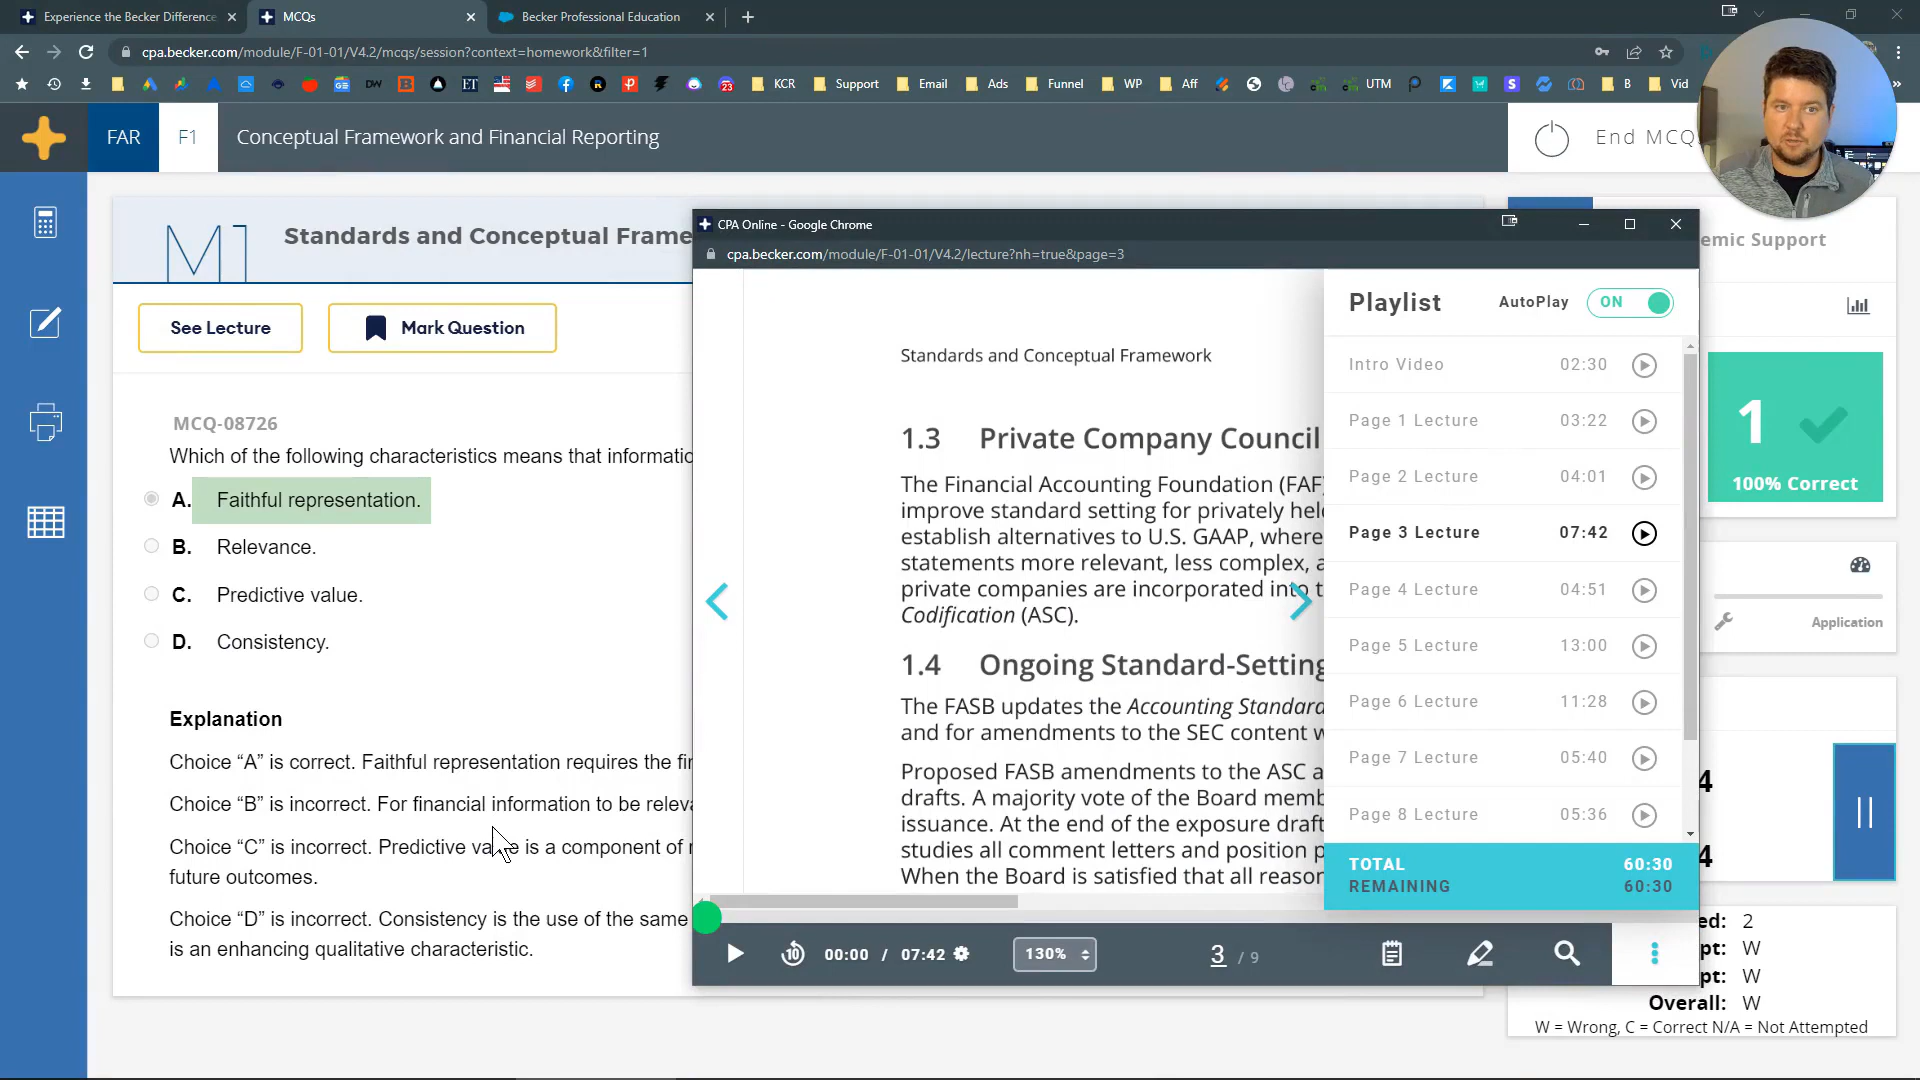 Experience the Becker Difference
MCQs
Becker Professional Education
cpa.becker.com/module/F-01-01/V4.2/mcqs/session?context=homework&filter=1
DW
B
ET
23
KCR
Support
Email
Ads
Funnel
WP
Aff
S
UTM
B
Vid
FAR
F1
Conceptual Framework and Financial Reporting
End MCQ
M1
Standards and Conceptual Frame
See Lecture
Mark Question
MCQ-08726
Which of the following characteristics means that informatio
A. Faithful representation.
B. Relevance.
C. Predictive value.
D. Consistency.
Explanation
Choice “A” is correct. Faithful representation requires the fir
Choice “B” is incorrect. For financial information to be releva
Choice “C” is incorrect. Predictive value is a component of r
future outcomes.
Choice “D” is incorrect. Consistency is the use of the same
is an enhancing qualitative characteristic.
CPA Online - Google Chrome
cpa.becker.com/module/F-01-01/V4.2/lecture?nh=true&page=3
Standards and Conceptual Framework
1.3 Private Company Council
The Financial Accounting Foundation (FAF)
improve standard setting for privately held
establish alternatives to U.S. GAAP, where
statements more relevant, less complex, a
private companies are incorporated into t
Codification (ASC).
1.4 Ongoing Standard-Setting
The FASB updates the Accounting Standard
and for amendments to the SEC content w
Proposed FASB amendments to the ASC a
drafts. A majority vote of the Board memb
issuance. At the end of the exposure draft
studies all comment letters and position p
When the Board is satisfied that all reasor
Playlist AutoPlay ON
Intro Video 02:30
Page 1 Lecture 03:22
Page 2 Lecture 04:01
Page 3 Lecture 07:42
Page 4 Lecture 04:51
Page 5 Lecture 13:00
Page 6 Lecture 11:28
Page 7 Lecture 05:40
Page 8 Lecture 05:36
TOTAL 60:30
REMAINING 60:30
10
00:00 / 07:42
130%
3 / 9
emic Support
1
100% Correct
Application
4
4
ed: 2
pt: W
pt: W
Overall: W
W = Wrong, C = Correct N/A = Not Attempted